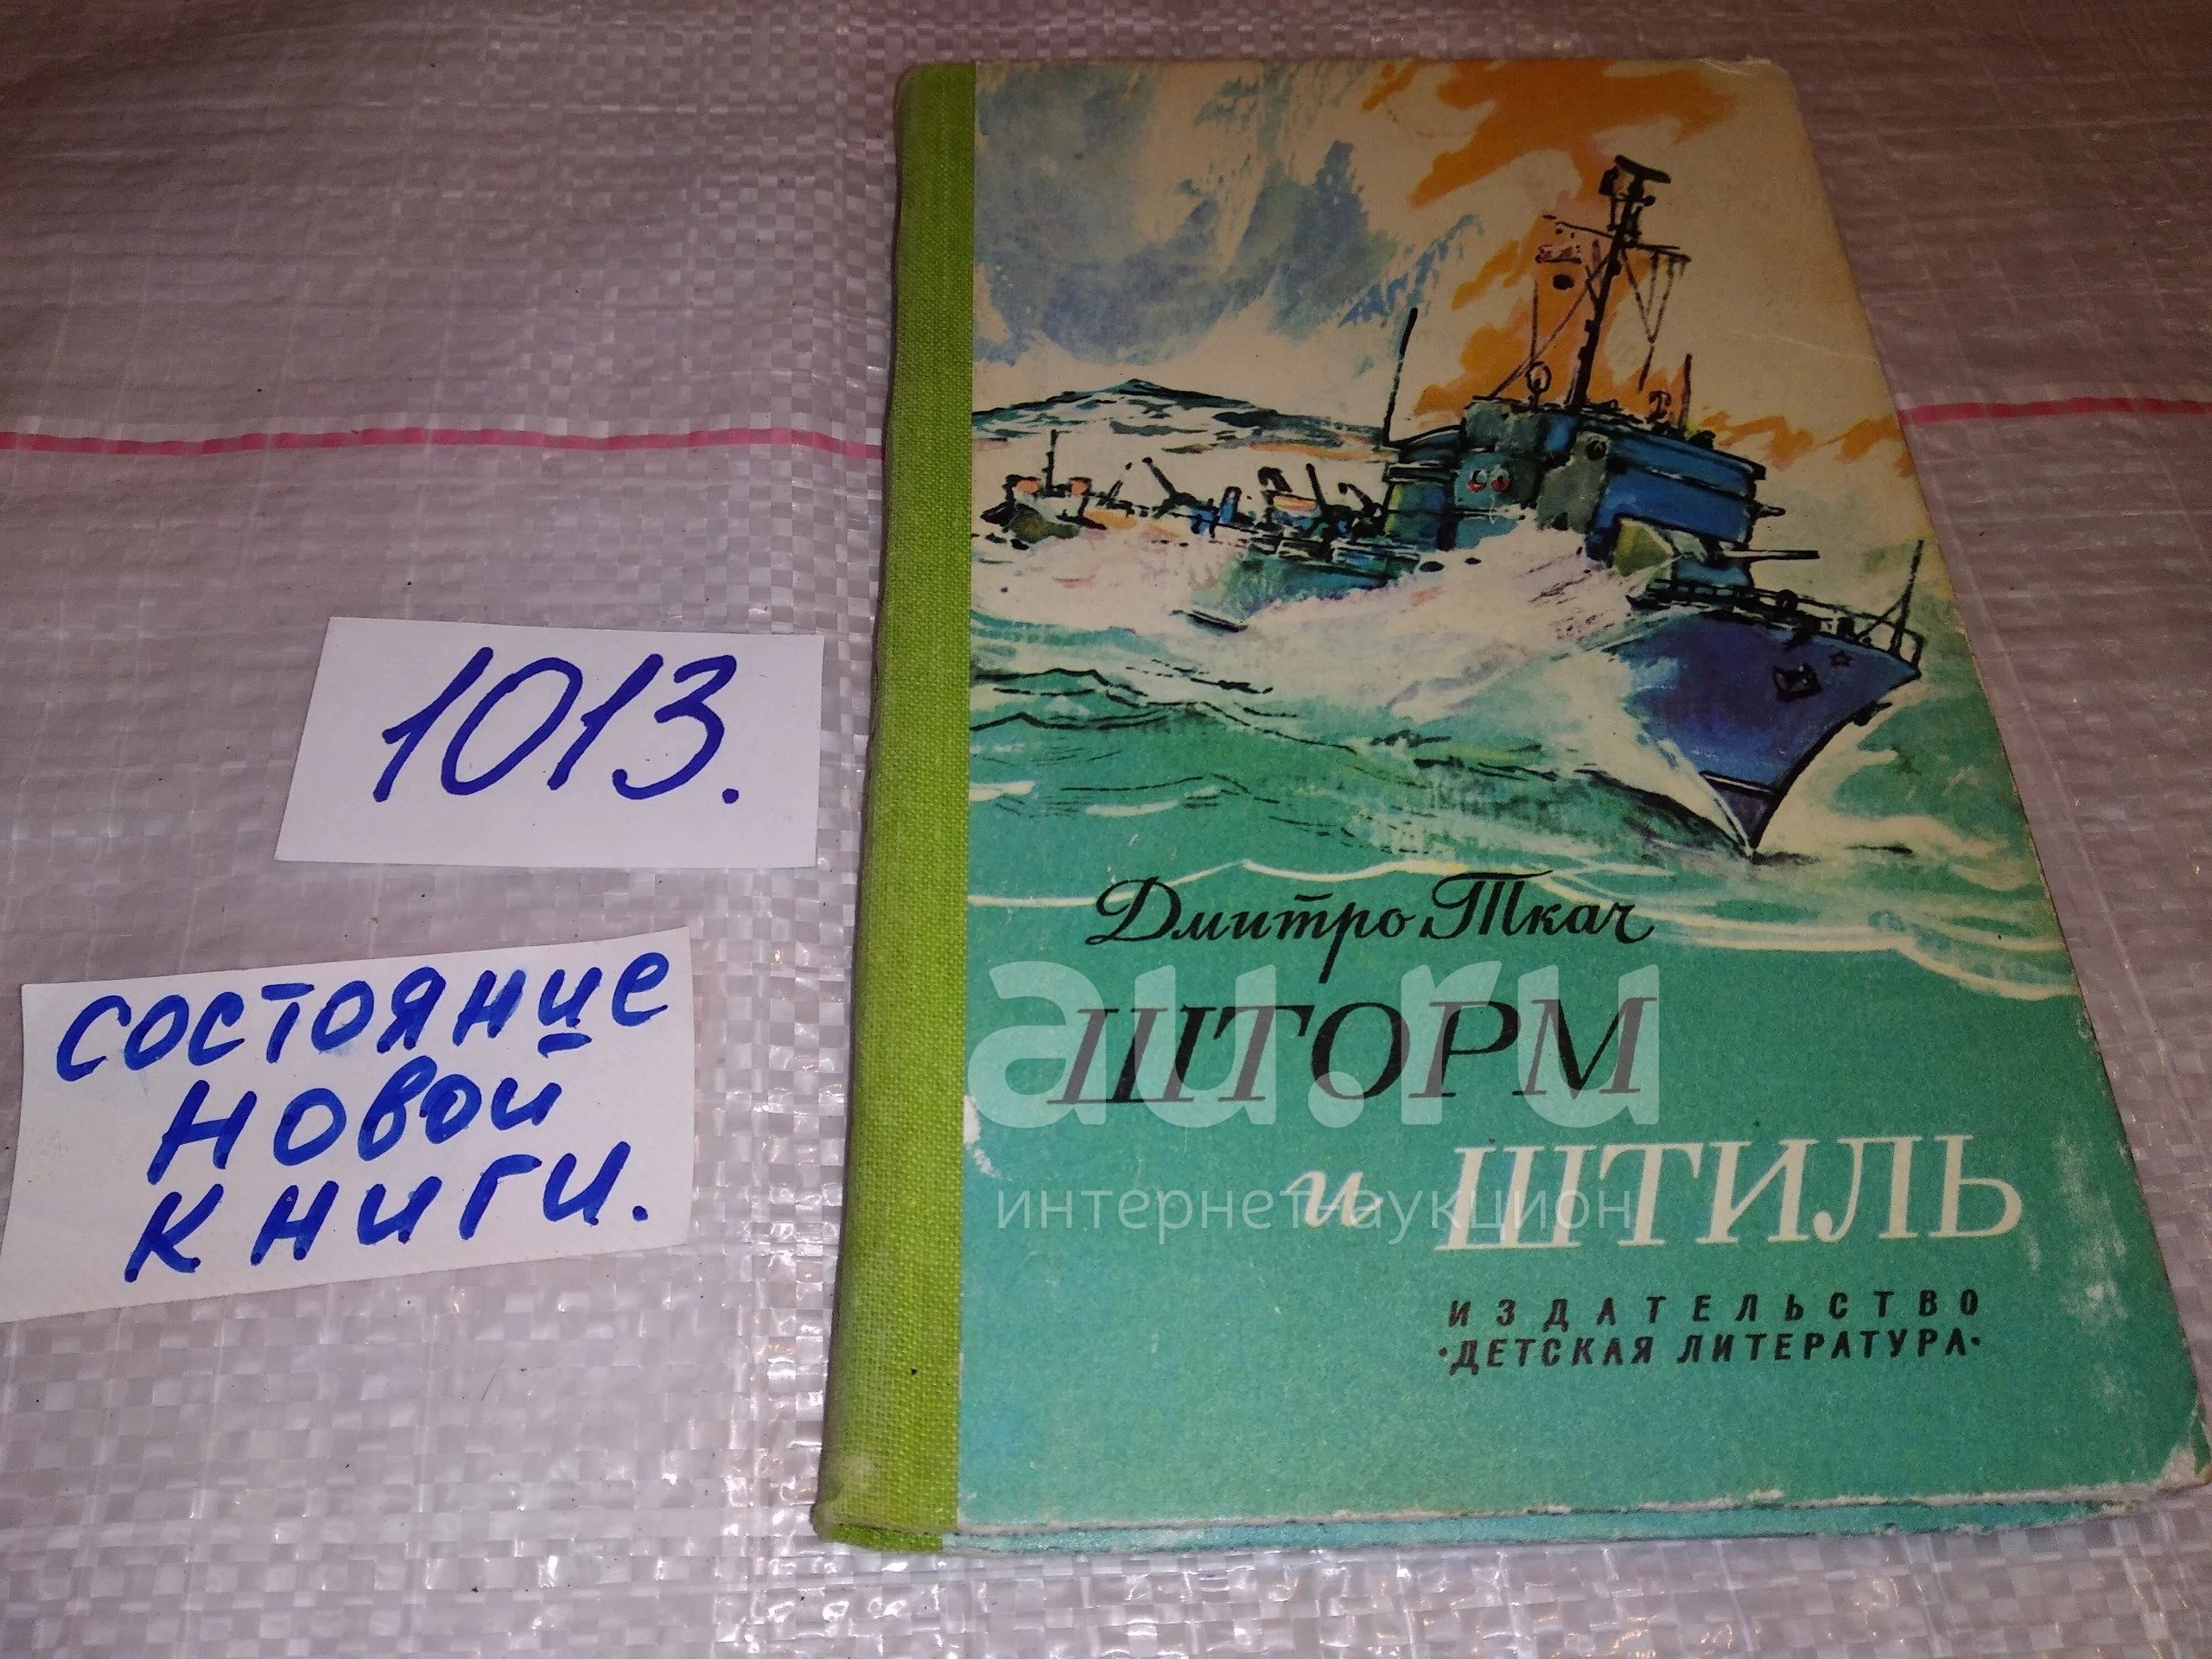 1013.
состояние
новой
книги.
Дмитро Ткач
ШТОРМ
и ШТИЛЬ
ИЗДАТЕЛЬСТВО
·ДЕТСКАЯ ЛИТЕРАТУРА·
au.ru
интернет-аукцион